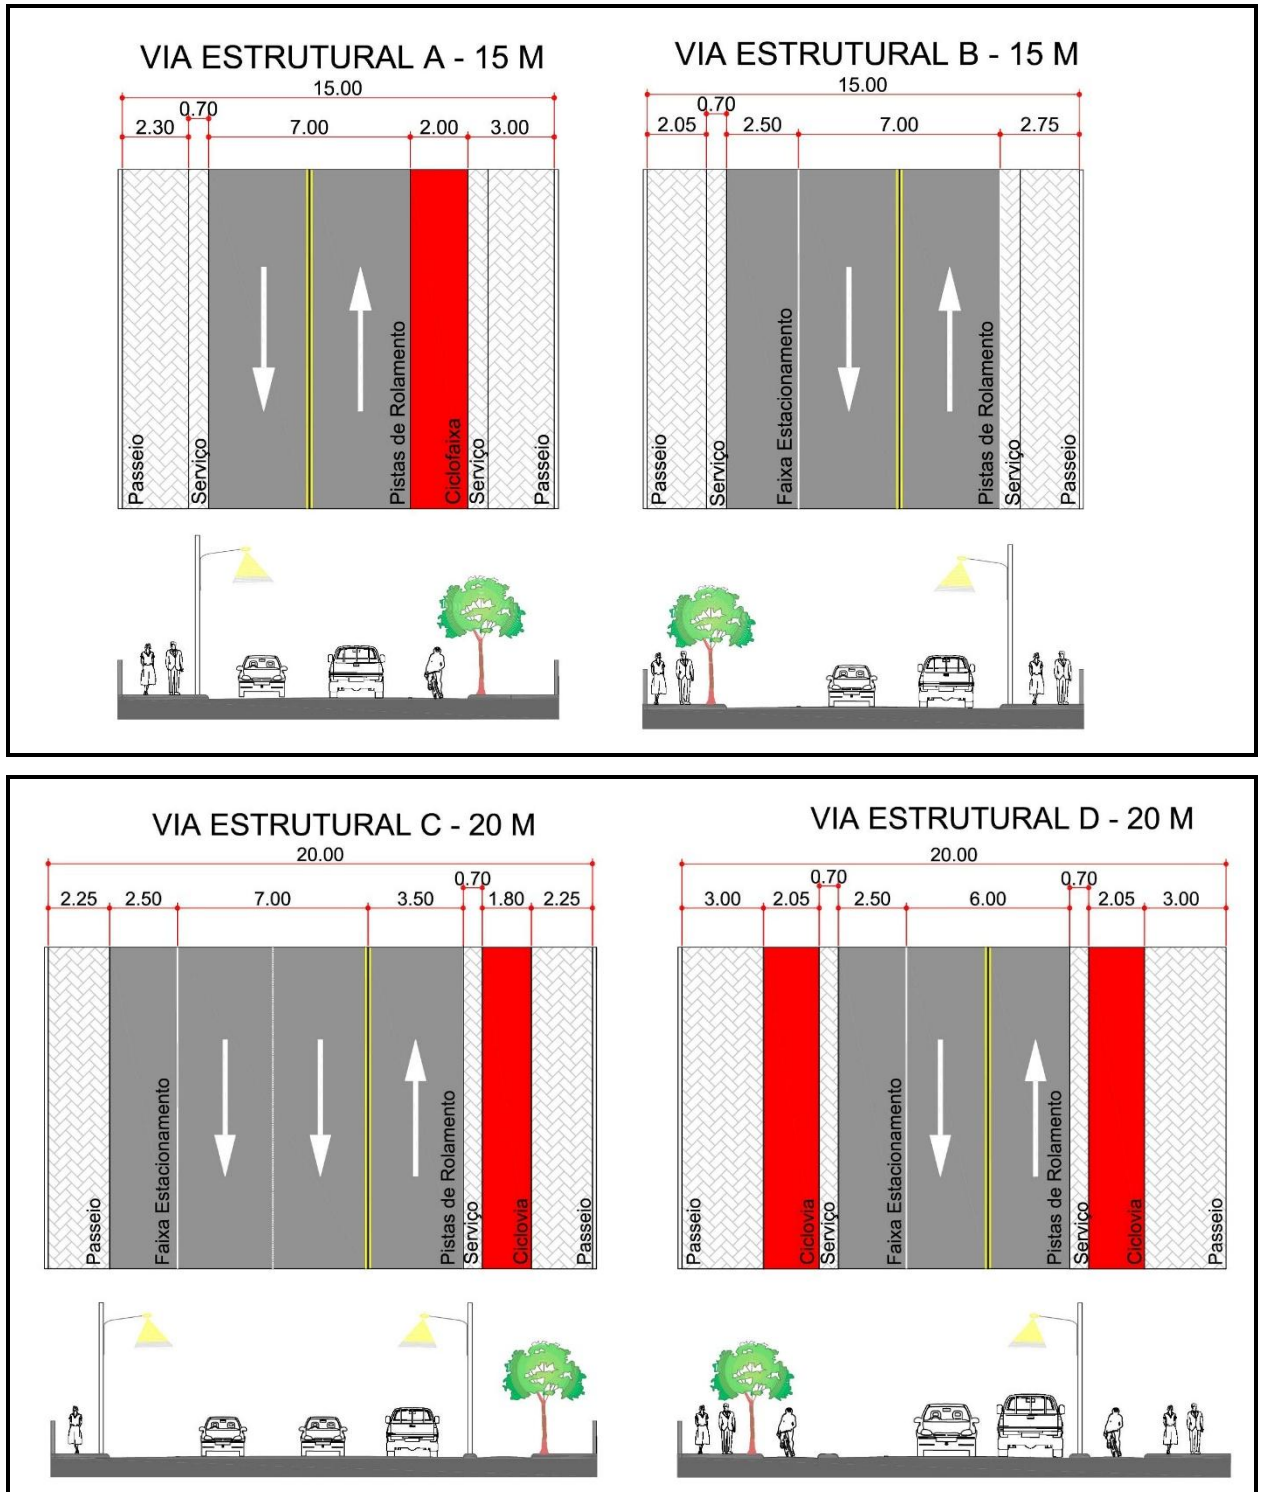 VIA ESTRUTURAL A - 15 M
15.00
0.70
2.30 7.00 2.00 3.00
Passeio
Serviço
Pistas de Rolamento
Ciclofaixa
Serviço
Passeio
VIA ESTRUTURAL B - 15 M
15.00
0.70
2.05 2.50 7.00 2.75
Passeio
Serviço
Faixa Estacionamento
Pistas de Rolamento
Serviço
Passeio
VIA ESTRUTURAL C - 20 M
20.00
0.70
2.25 2.50 7.00 3.50 1.80 2.25
Passeio
Faixa Estacionamento
Pistas de Rolamento
Serviço
Ciclovia
Passeio
VIA ESTRUTURAL D - 20 M
20.00
0.70 0.70
3.00 2.05 2.50 6.00 2.05 3.00
Passeio
Ciclovia
Serviço
Faixa Estacionamento
Pistas de Rolamento
Serviço
Ciclovia
Passeio